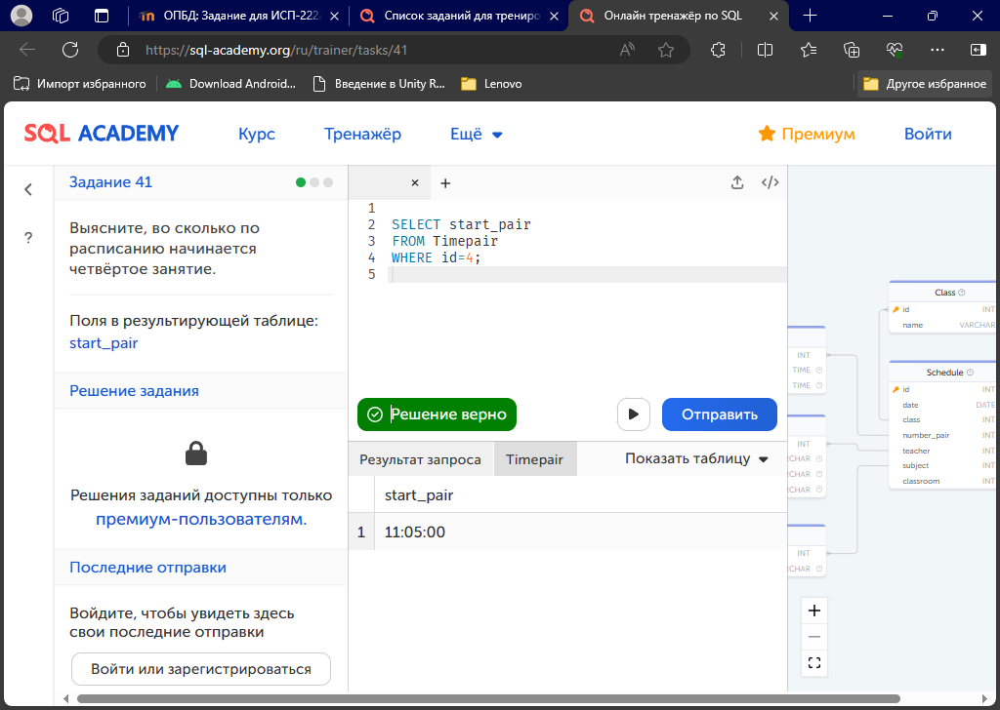 ОПБД: Задание для ИСП-222
Список заданий для трениро
Онлайн тренажёр по SQL
https://sql-academy.org/ru/trainer/tasks/41
Импорт избранного
Download Android...
Введение в Unity R...
Lenovo
Другое избранное
SQL ACADEMY
Курс
Тренажёр
Ещё
Премиум
Войти
Задание 41
Выясните, во сколько по
расписанию начинается
четвёртое занятие.
Поля в результирующей таблице:
start_pair
Решение задания
Решения заданий доступны только
премиум-пользователям.
Последние отправки
Войдите, чтобы увидеть здесь
свои последние отправки
Войти или зарегистрироваться
1
2 SELECT start_pair
3 FROM Timepair
4 WHERE id=4;
5
Решение верно
Отправить
Результат запроса
Timepair
Показать таблицу
start_pair
1 11:05:00
INT
TIME
TIME
INT
RCHAR
RCHAR
RCHAR
INT
RCHAR
Class
id INT
name VARCHAR
Schedule
id INT
date DATE
class INT
number_pair INT
teacher INT
subject INT
classroom INT